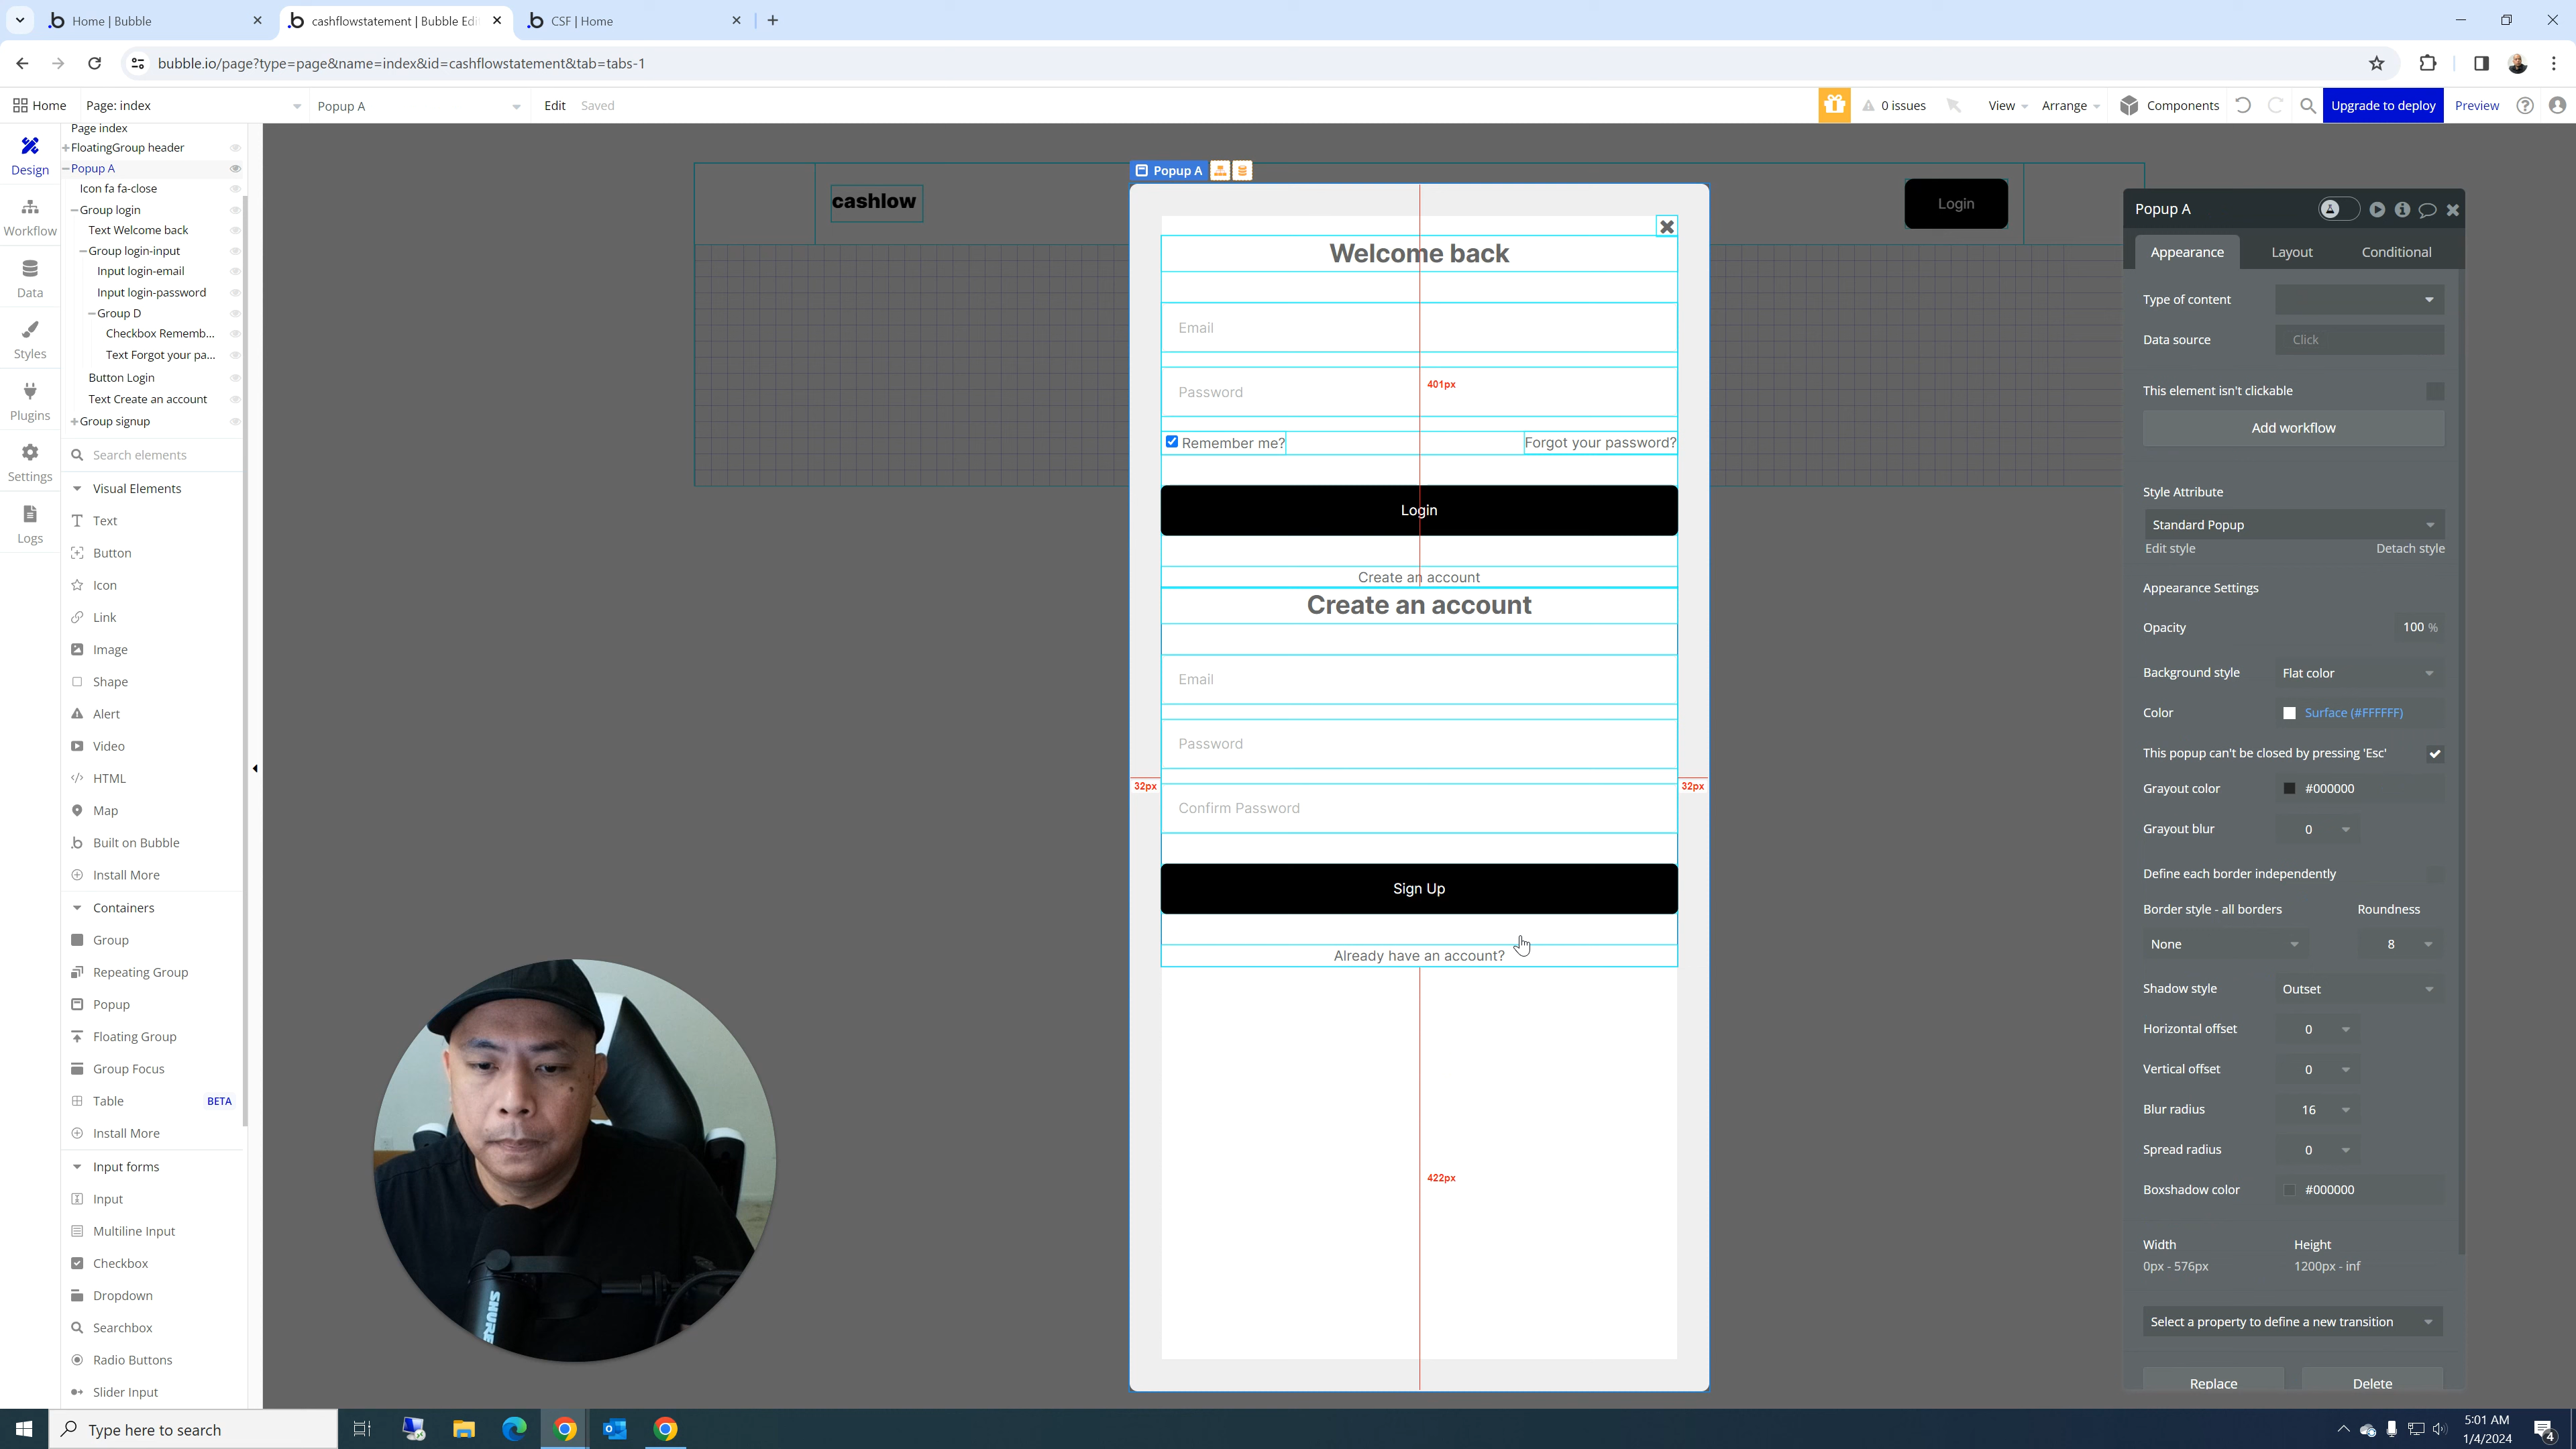 Home | Bubble
cashflowstatement | Bubble Edi
CSF | Home
bubble.io/page?type=page&name=index&id=cashflowstatement&tab=tabs-1
Home
Page: index
Popup A
Edit
Saved
0 issues
View
Arrange
Components
Upgrade to deploy
Preview
Design
Workflow
Data
Styles
Plugins
Settings
Logs
Page index
FloatingGroup header
Popup A
Icon fa fa-close
Group login
Text Welcome back
Group login-input
Input login-email
Input login-password
Group D
Checkbox Rememb...
Text Forgot your pa...
Button Login
Text Create an account
Group signup
Search elements
Visual Elements
Text
Button
Icon
Link
Image
Shape
Alert
Video
HTML
Map
Built on Bubble
Install More
Containers
Group
Repeating Group
Popup
Floating Group
Group Focus
Table
BETA
Install More
Input forms
Input
Multiline Input
Checkbox
Dropdown
Searchbox
Radio Buttons
Slider Input
cashlow
Login
Popup A
Welcome back
Email
Password
401px
Remember me?
Forgot your password?
Login
Create an account
Create an account
Email
Password
32px
32px
Confirm Password
Sign Up
Already have an account?
422px
SHURE
Popup A
Appearance
Layout
Conditional
Type of content
Data source
Click
This element isn't clickable
Add workflow
Style Attribute
Standard Popup
Edit style
Detach style
Appearance Settings
Opacity
100 %
Background style
Flat color
Color
Surface (#FFFFFF)
This popup can't be closed by pressing 'Esc'
Grayout color
#000000
Grayout blur
0
Define each border independently
Border style - all borders
Roundness
None
8
Shadow style
Outset
Horizontal offset
0
Vertical offset
0
Blur radius
16
Spread radius
0
Boxshadow color
#000000
Width
Height
0px - 576px
1200px - inf
Select a property to define a new transition
Replace
Delete
Type here to search
5:01 AM
1/4/2024
4